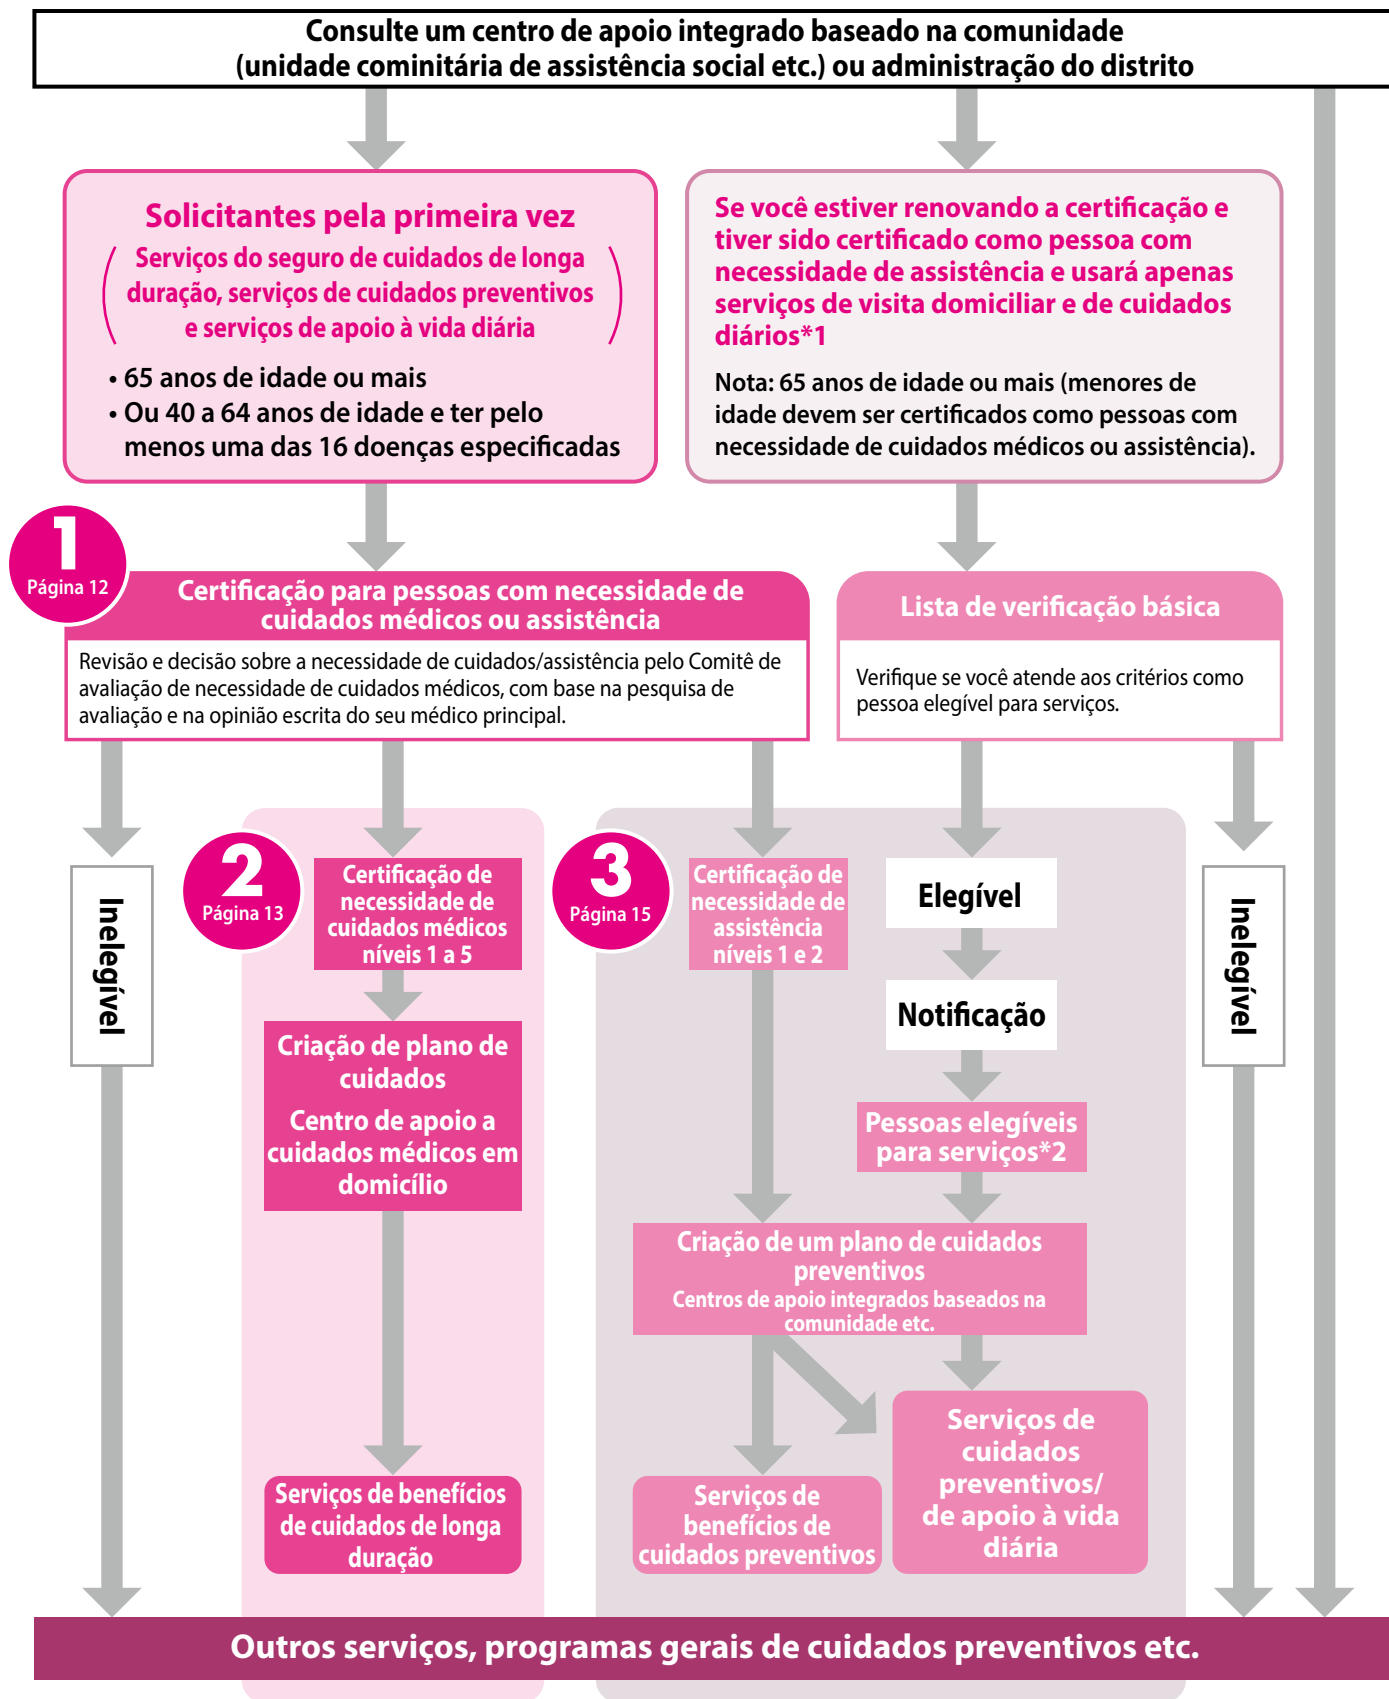 Consulte um centro de apoio integrado baseado na comunidade
(unidade cominitária de assistência social etc.) ou administração do distrito
Solicitantes pela primeira vez
Serviços do seguro de cuidados de longa
duração, serviços de cuidados preventivos
e serviços de apoio à vida diária
• 65 anos de idade ou mais
• Ou 40 a 64 anos de idade e ter pelo
menos uma das 16 doenças especificadas
Se você estiver renovando a certificação e
tiver sido certificado como pessoa com
necessidade de assistência e usará apenas
serviços de visita domiciliar e de cuidados
diários*1
Nota: 65 anos de idade ou mais (menores de
idade devem ser certificados como pessoas com
necessidade de cuidados médicos ou assistência).
1
Página 12
Certificação para pessoas com necessidade de
cuidados médicos ou assistência
Revisão e decisão sobre a necessidade de cuidados/assistência pelo Comitê de
avaliação de necessidade de cuidados médicos, com base na pesquisa de
avaliação e na opinião escrita do seu médico principal.
Lista de verificação básica
Verifique se você atende aos critérios como
pessoa elegível para serviços.
Inelegível
2
Página 13
Certificação de
necessidade de
cuidados médicos
níveis 1 a 5
Criação de plano de
cuidados
Centro de apoio a
cuidados médicos em
domicílio
Serviços de benefícios
de cuidados de longa
duração
3
Página 15
Certificação de
necessidade de
assistência
níveis 1 e 2
Elegível
Notificação
Pessoas elegíveis
para serviços*2
Criação de um plano de cuidados
preventivos
Centros de apoio integrados baseados na
comunidade etc.
Serviços de
benefícios de
cuidados preventivos
Serviços de
cuidados
preventivos/
de apoio à vida
diária
Inelegível
Outros serviços, programas gerais de cuidados preventivos etc.